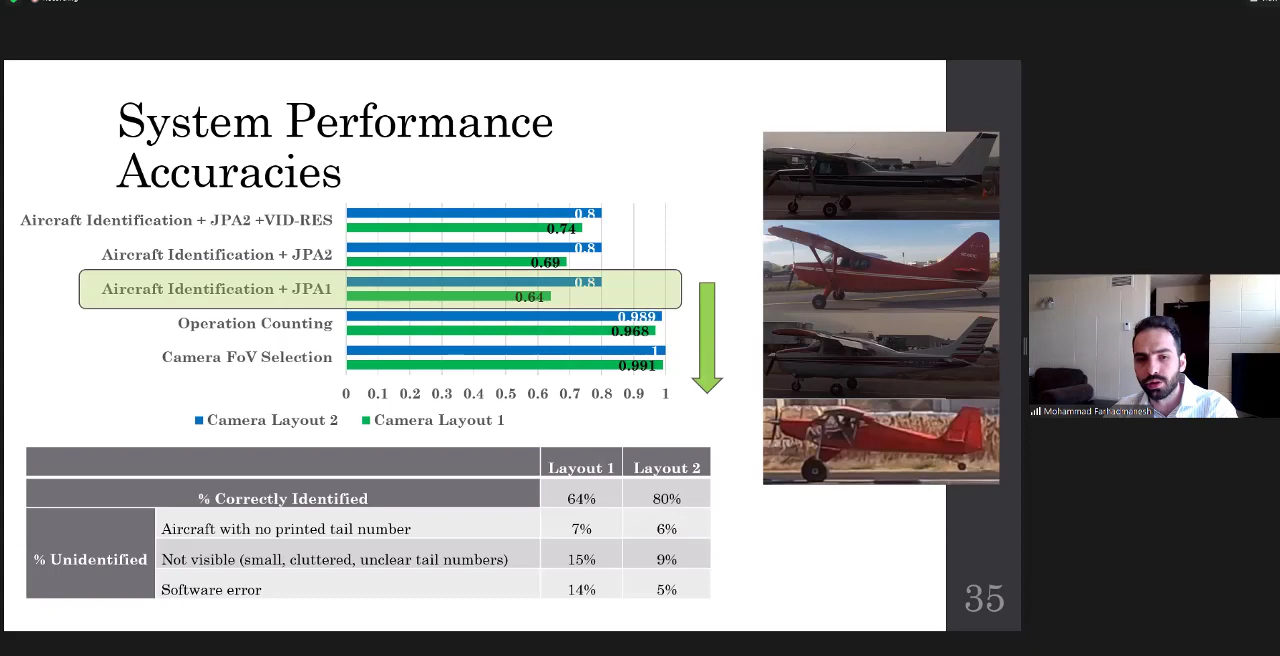 System Performance
Accuracies
Aircraft Identification + JPA2 +VID-RES
0.8
0.74
Aircraft Identification + JPA2
0.8
0.69
Aircraft Identification + JPA1
0.8
0.64
Operation Counting
0.989
0.968
Camera FoV Selection
1
0.991
0 0.1 0.2 0.3 0.4 0.5 0.6 0.7 0.8 0.9 1
Camera Layout 2 Camera Layout 1
Layout 1 Layout 2
% Correctly Identified 64% 80%
% Unidentified
Aircraft with no printed tail number 7% 6%
Not visible (small, cluttered, unclear tail numbers) 15% 9%
Software error 14% 5%
35
Mohammad Farhadmanesh